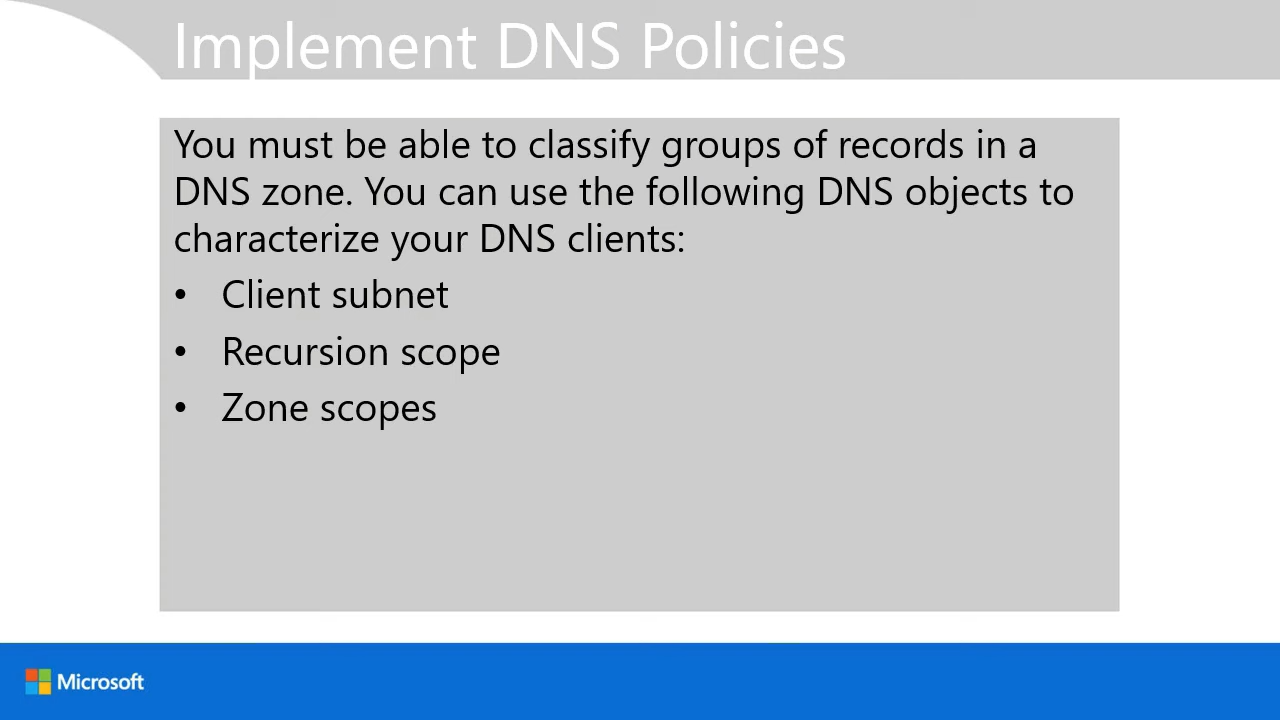 Implement DNS Policies
You must be able to classify groups of records in a
DNS zone. You can use the following DNS objects to
characterize your DNS clients:
• Client subnet
• Recursion scope
• Zone scopes
Microsoft